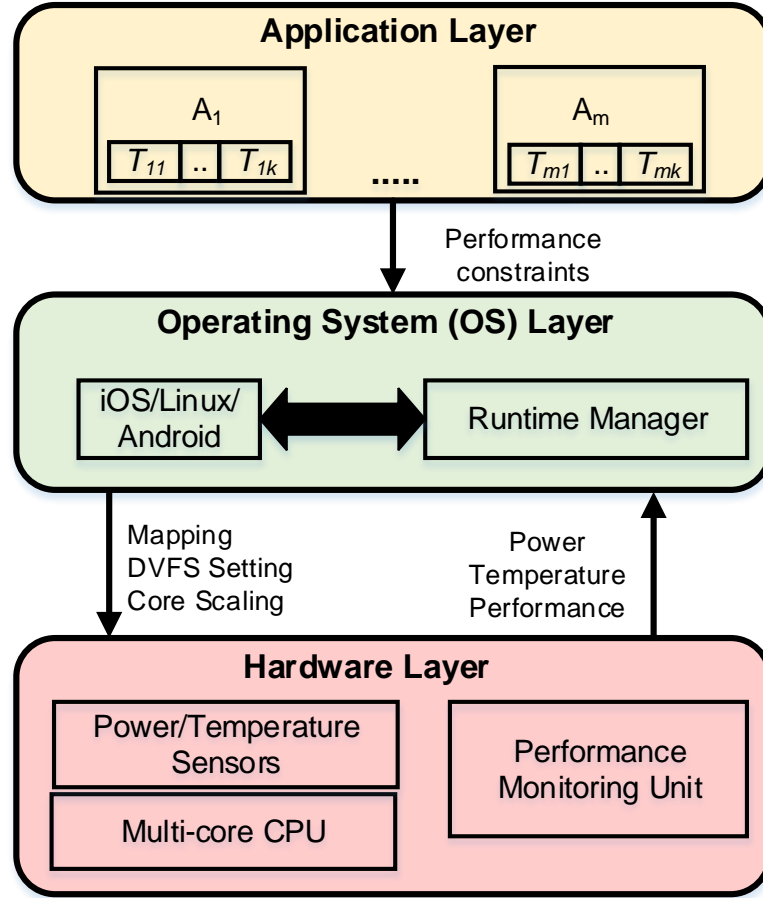 Application Layer
A1
T11 .. T1k
.....
Am
Tm1 .. Tmk
Performance
constraints
Operating System (OS) Layer
iOS/Linux/
Android
Runtime Manager
Mapping
DVFS Setting
Core Scaling
Power
Temperature
Performance
Hardware Layer
Power/Temperature
Sensors
Multi-core CPU
Performance
Monitoring Unit